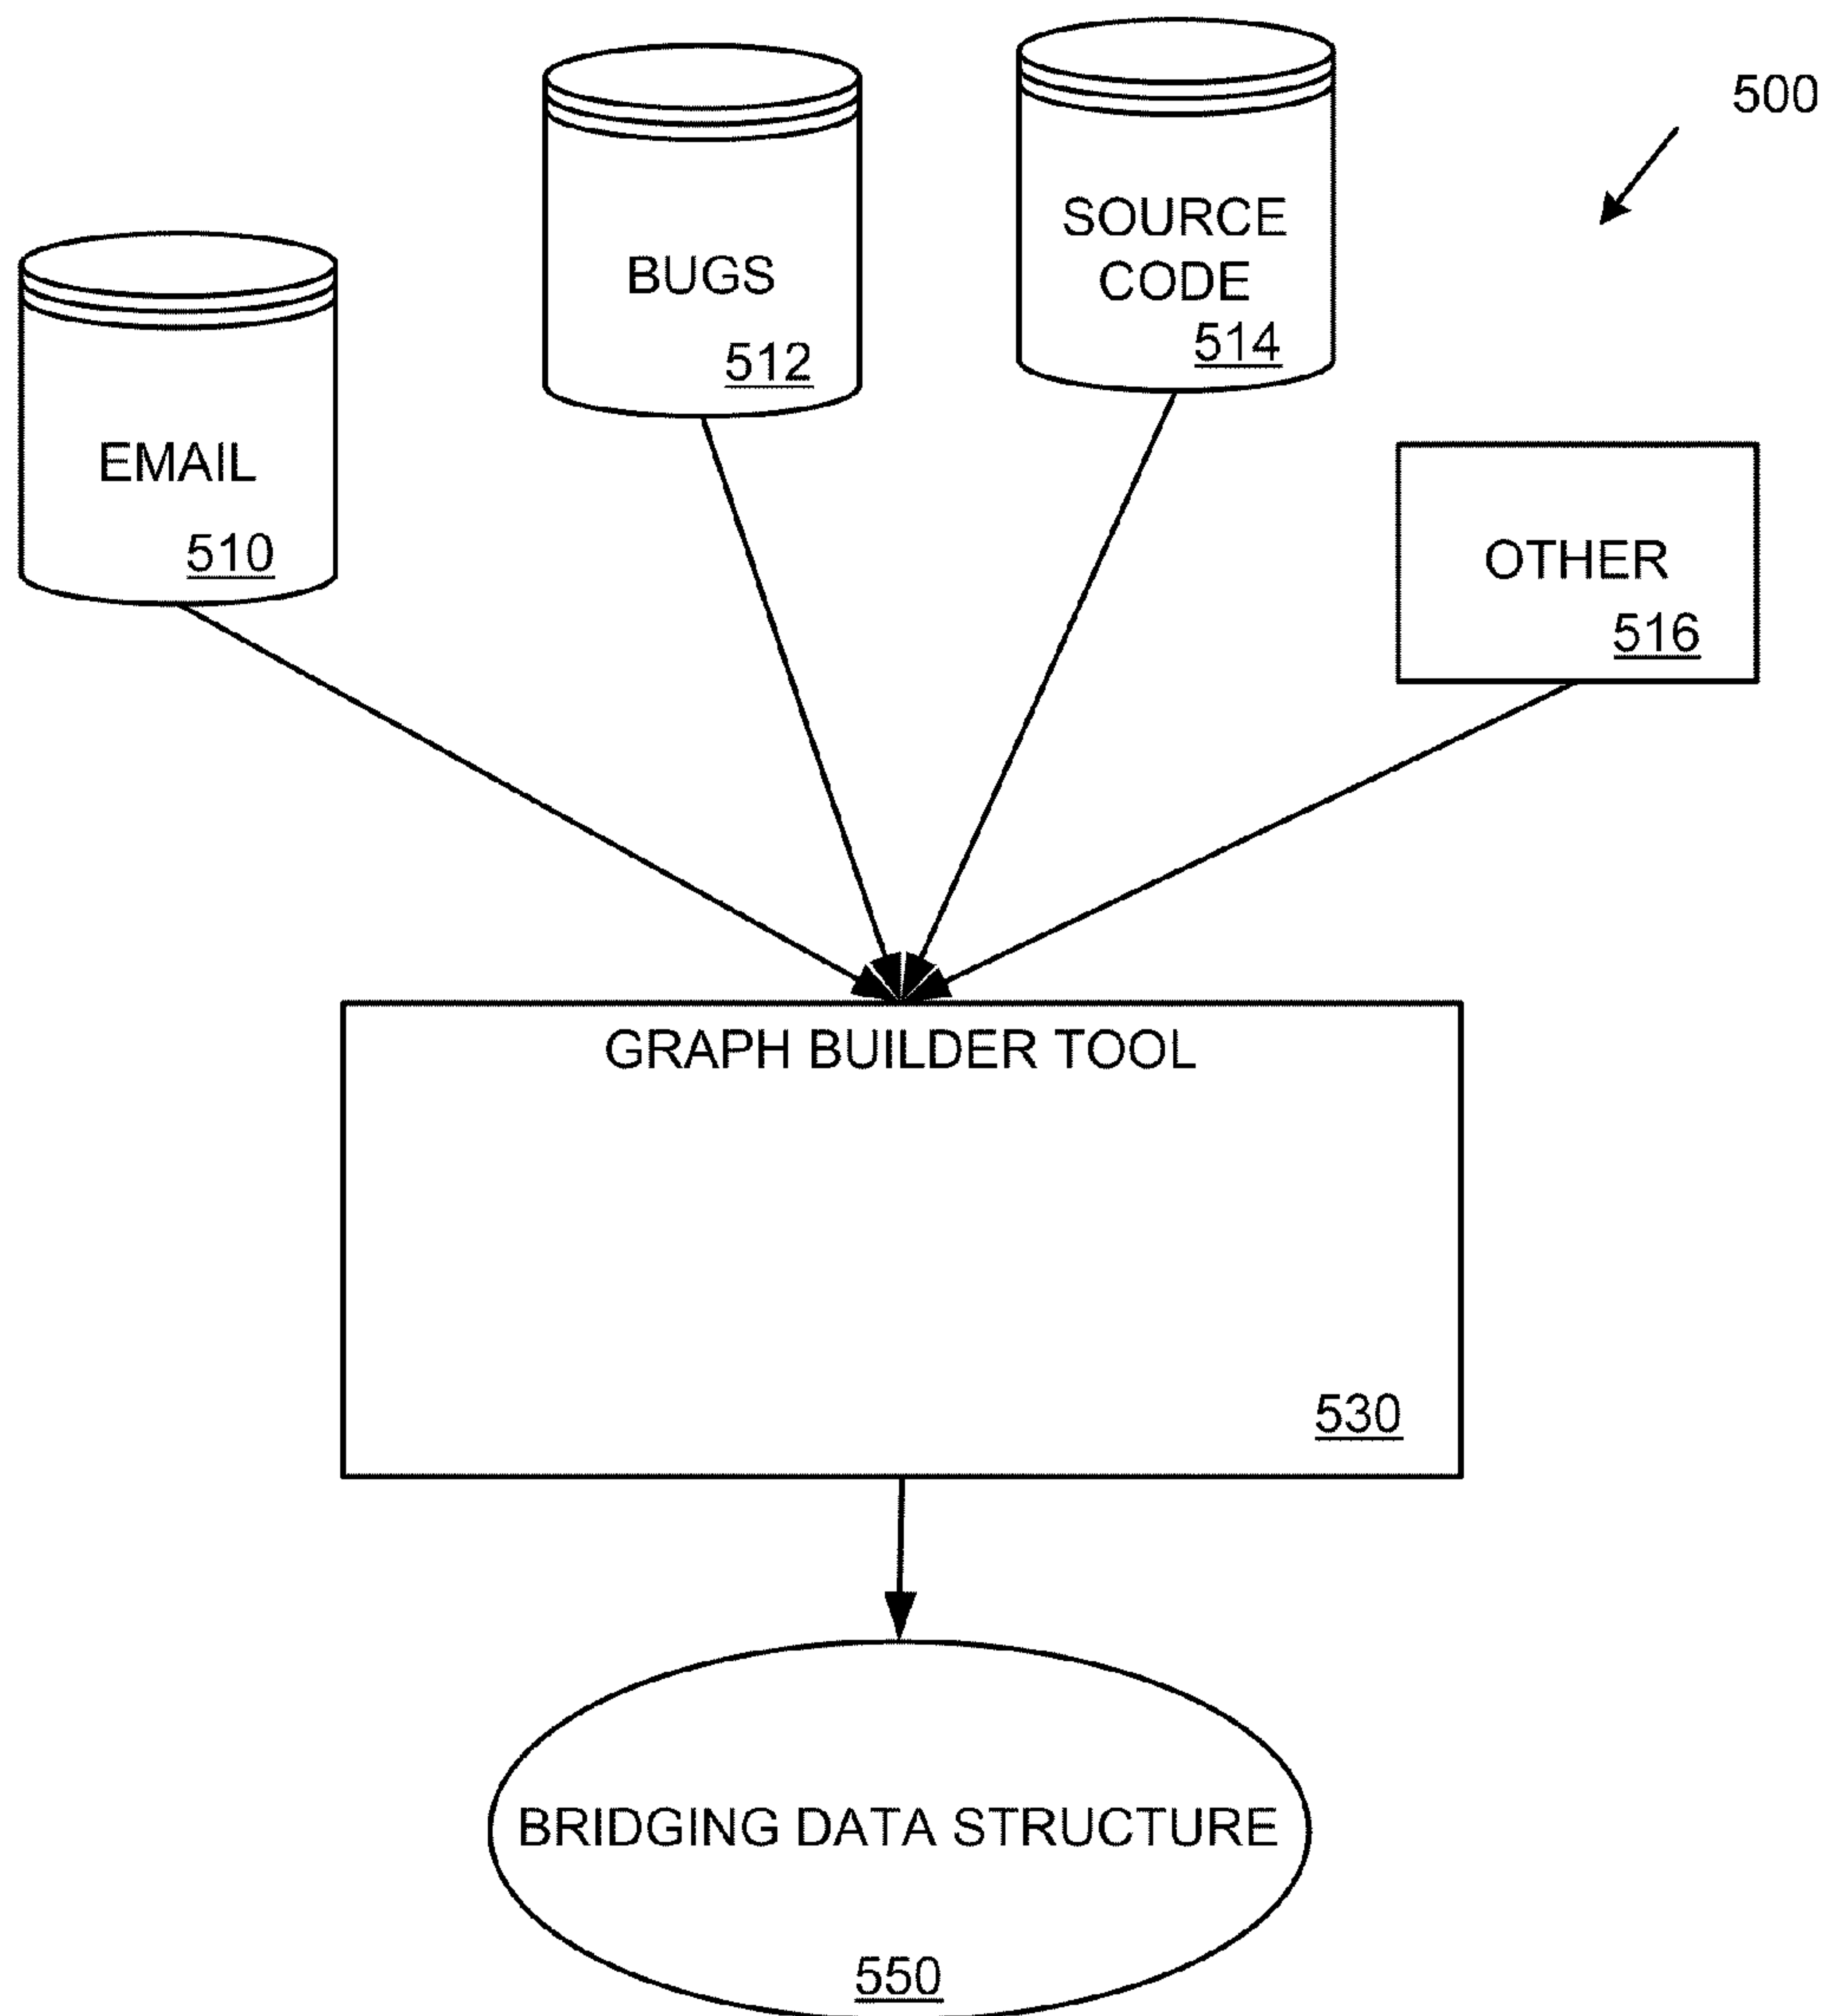 500
SOURCE
CODE
514
BUGS
512
EMAIL
510
OTHER
516
GRAPH BUILDER TOOL
530
BRIDGING DATA STRUCTURE
550